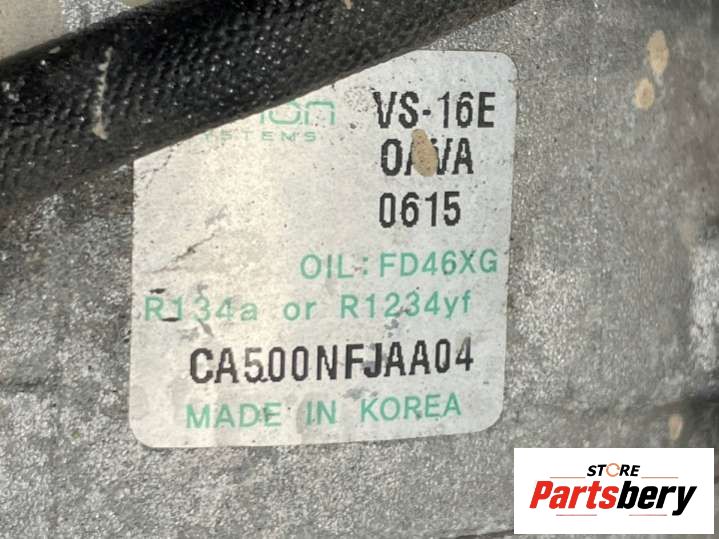 VS-16E
0615
OIL: FD46XG
R134a or R1234yf
CA500NFJAA04
MADE IN KOREA
STORE
Partsbery